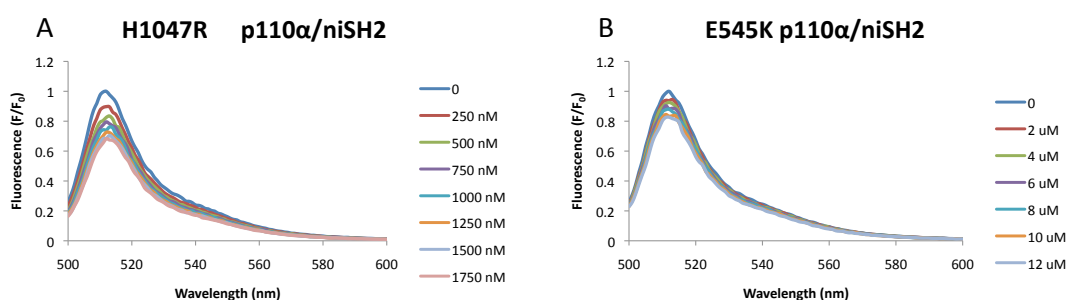 A
H1047R p110α/niSH2
Fluorescence (F/F0)
1.2
1
0.8
0.6
0.4
0.2
0
500 520 540 560 580 600
Wavelength (nm)
0
250 nM
500 nM
750 nM
1000 nM
1250 nM
1500 nM
1750 nM
B
E545K p110α/niSH2
Fluorescence (F/F0)
1.2
1
0.8
0.6
0.4
0.2
0
500 520 540 560 580 600
Wavelength (nm)
0
2 uM
4 uM
6 uM
8 uM
10 uM
12 uM